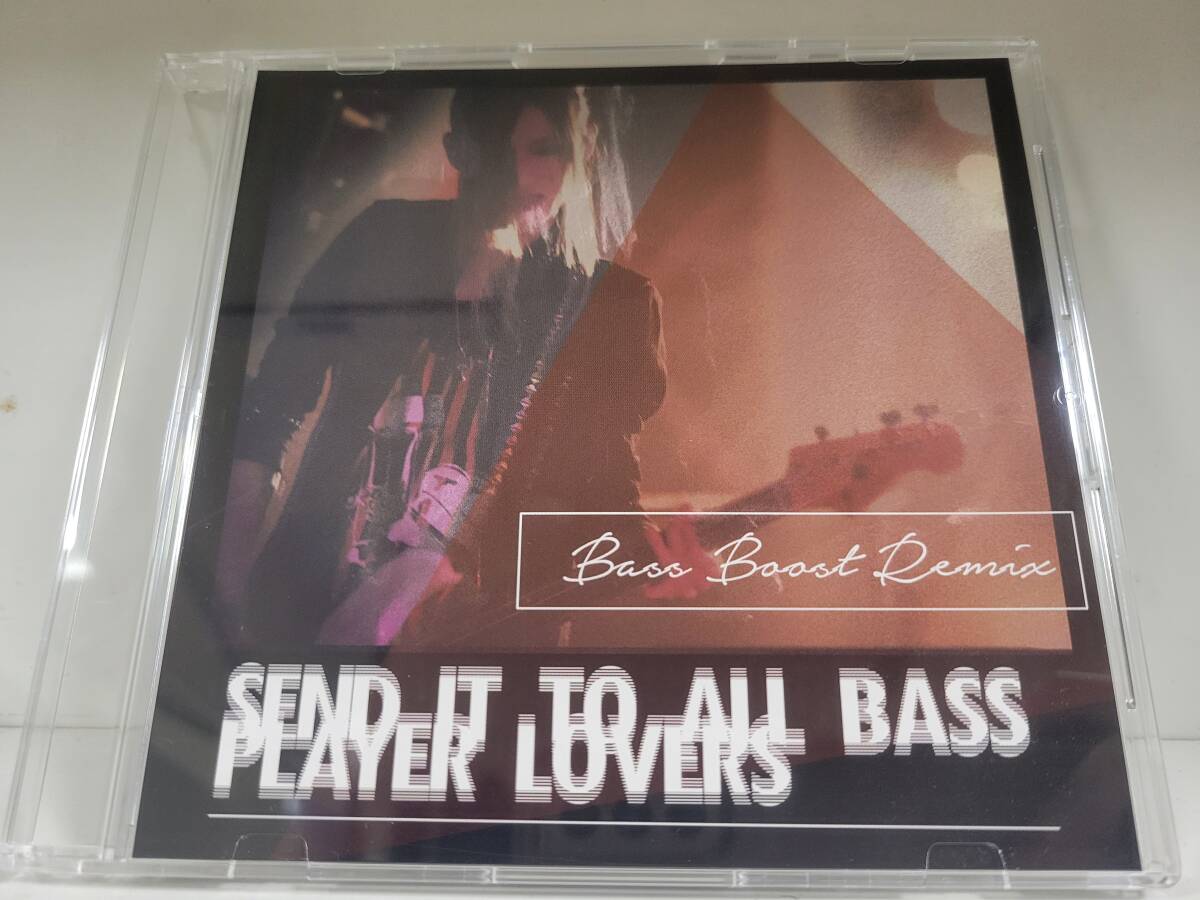 Bass Boost Remix
SEND IT TO ALL BASS
PLAYER LOVERS